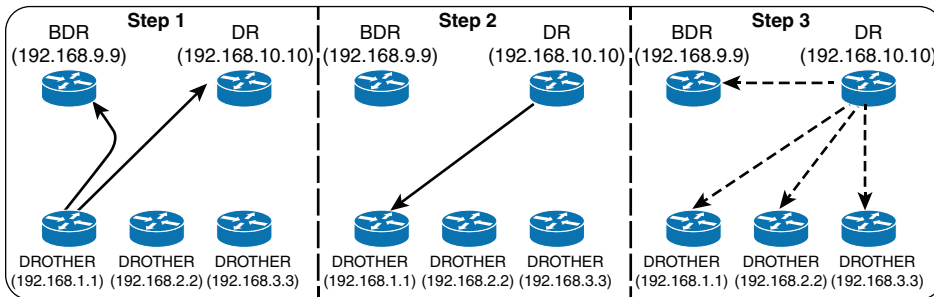 Step 1
BDR
(192.168.9.9)
DR
(192.168.10.10)
DROTHER
(192.168.1.1)
DROTHER
(192.168.2.2)
DROTHER
(192.168.3.3)
Step 2
BDR
(192.168.9.9)
DR
(192.168.10.10)
DROTHER
(192.168.1.1)
DROTHER
(192.168.2.2)
DROTHER
(192.168.3.3)
Step 3
BDR
(192.168.9.9)
DR
(192.168.10.10)
DROTHER
(192.168.1.1)
DROTHER
(192.168.2.2)
DROTHER
(192.168.3.3)